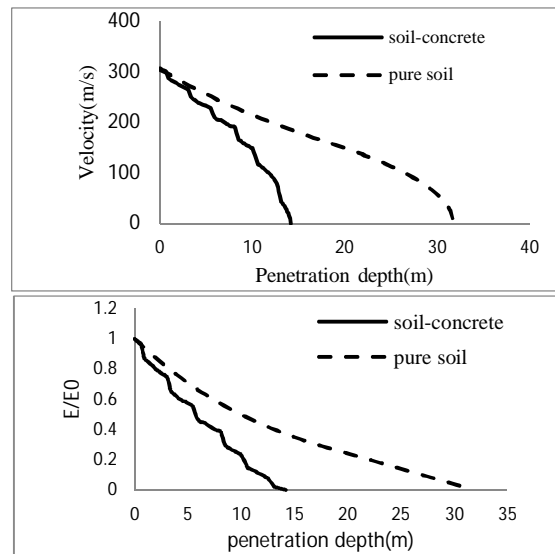 400
300
200
100
0
Velocity(m/s)
soil-concrete
pure soil
0 10 20 30 40
Penetration depth(m)
1.2
1
0.8
0.6
0.4
0.2
0
E/E0
soil-concrete
pure soil
0 5 10 15 20 25 30 35
penetration depth(m)